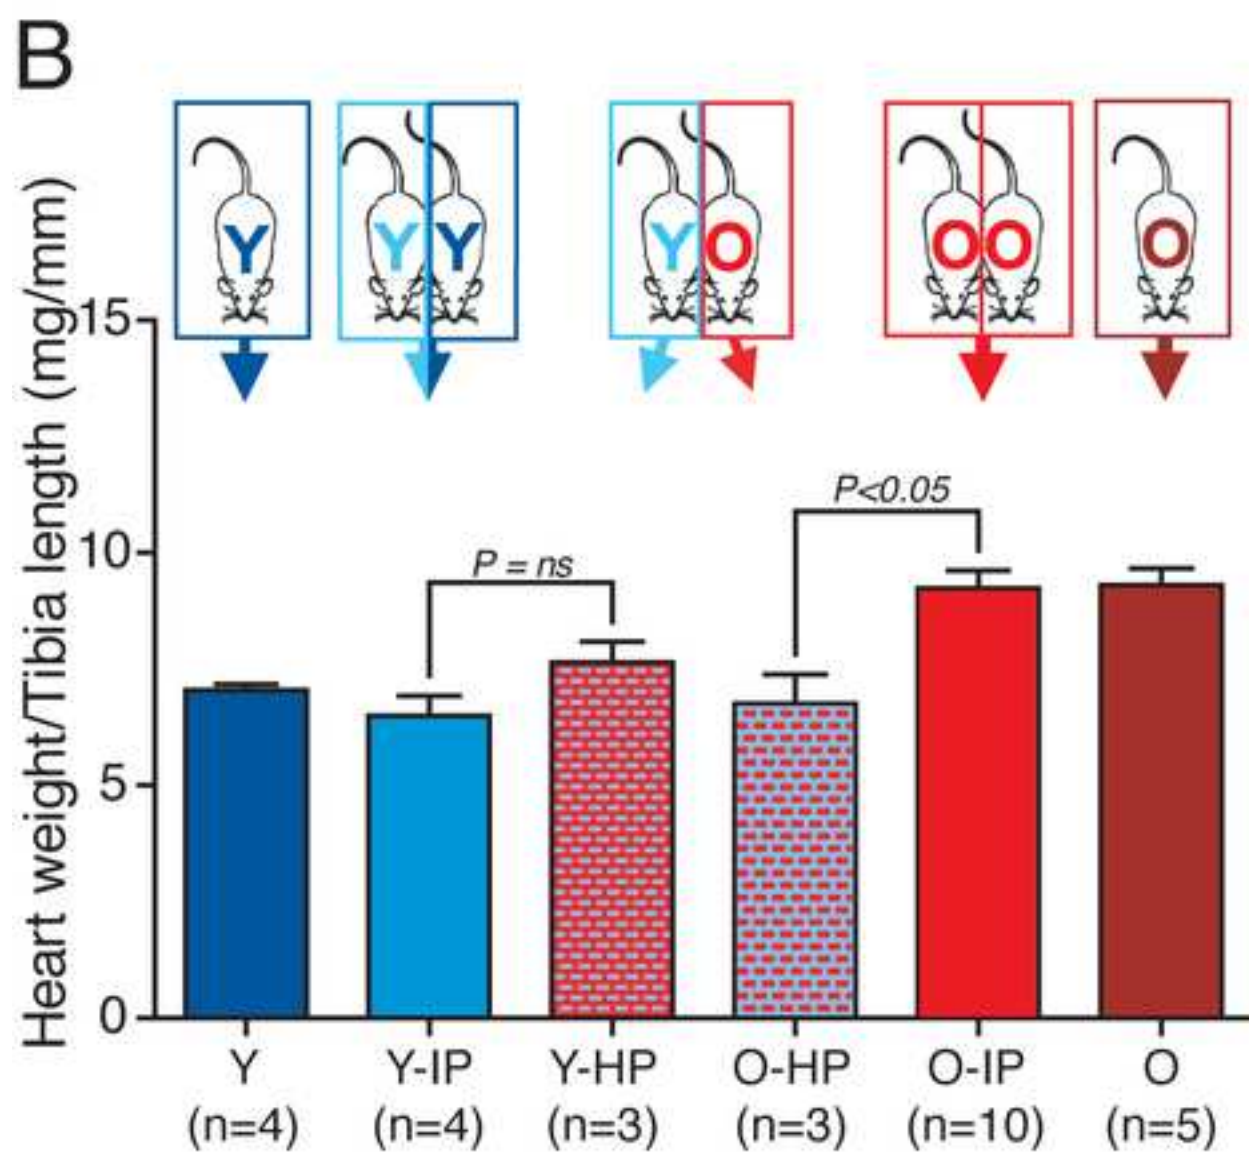 B
Y
Y Y
Y O
O O
O
Heart weight/Tibia length (mg/mm)
15
10
5
0
P = ns
P<0.05
Y
(n=4)
Y-IP
(n=4)
Y-HP
(n=3)
O-HP
(n=3)
O-IP
(n=10)
O
(n=5)